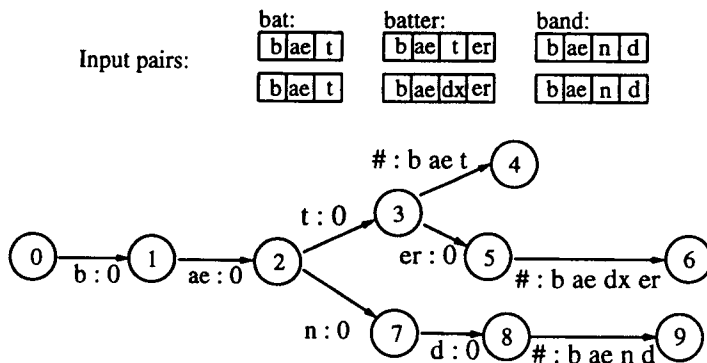 bat: batter: band:
Input pairs: b ae t b ae t er b ae n d
b ae t b ae dx er b ae n d
# : b ae t 4
t : 0 3
0 b : 0 1 ae : 0 2 er : 0 5 # : b ae dx er 6
n : 0 7 d : 0 8 # : b ae n d 9